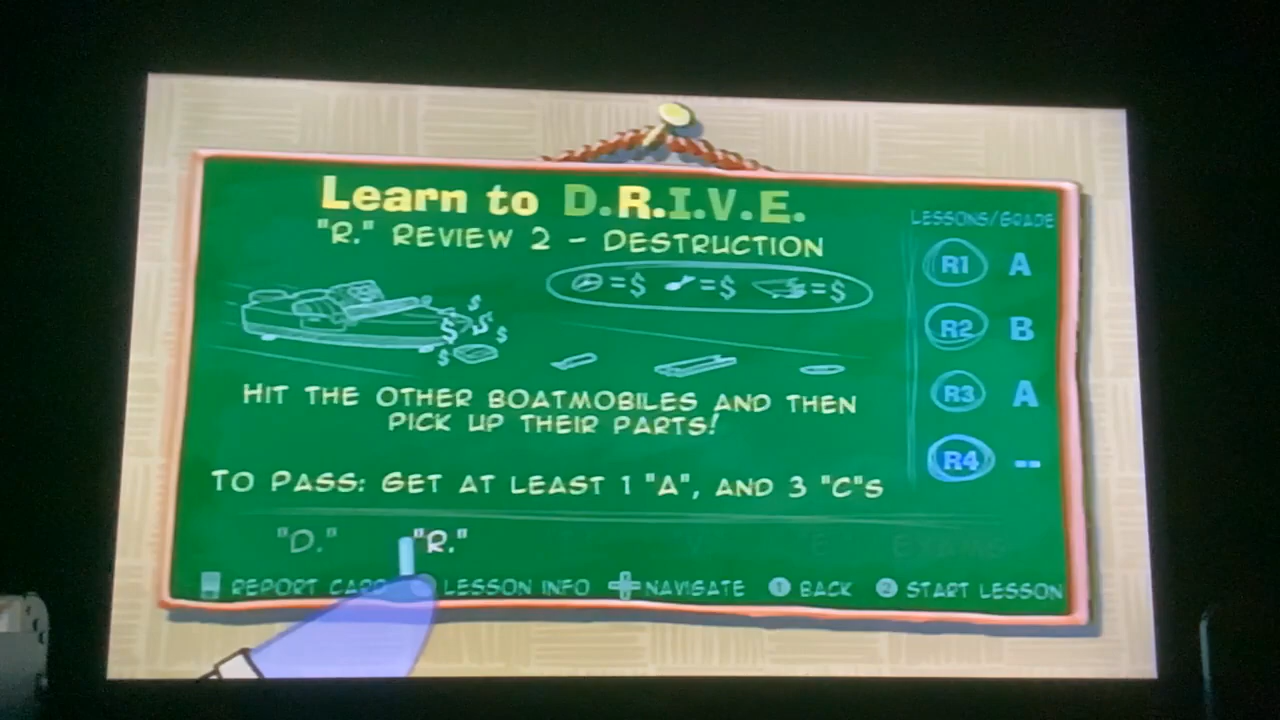 Learn to D.R.I.V.E.
"R." REVIEW 2 - DESTRUCTION
LESSONS/GRADE
R1 A
=$ =$ =$
R2 B
$ $ $ $ $
HIT THE OTHER BOATMOBILES AND THEN
PICK UP THEIR PARTS!
R3 A
R4 --
TO PASS: GET AT LEAST 1 "A", AND 3 "C"S
"D." "R."
REPORT CARD LESSON INFO NAVIGATE 1 BACK 2 START LESSON